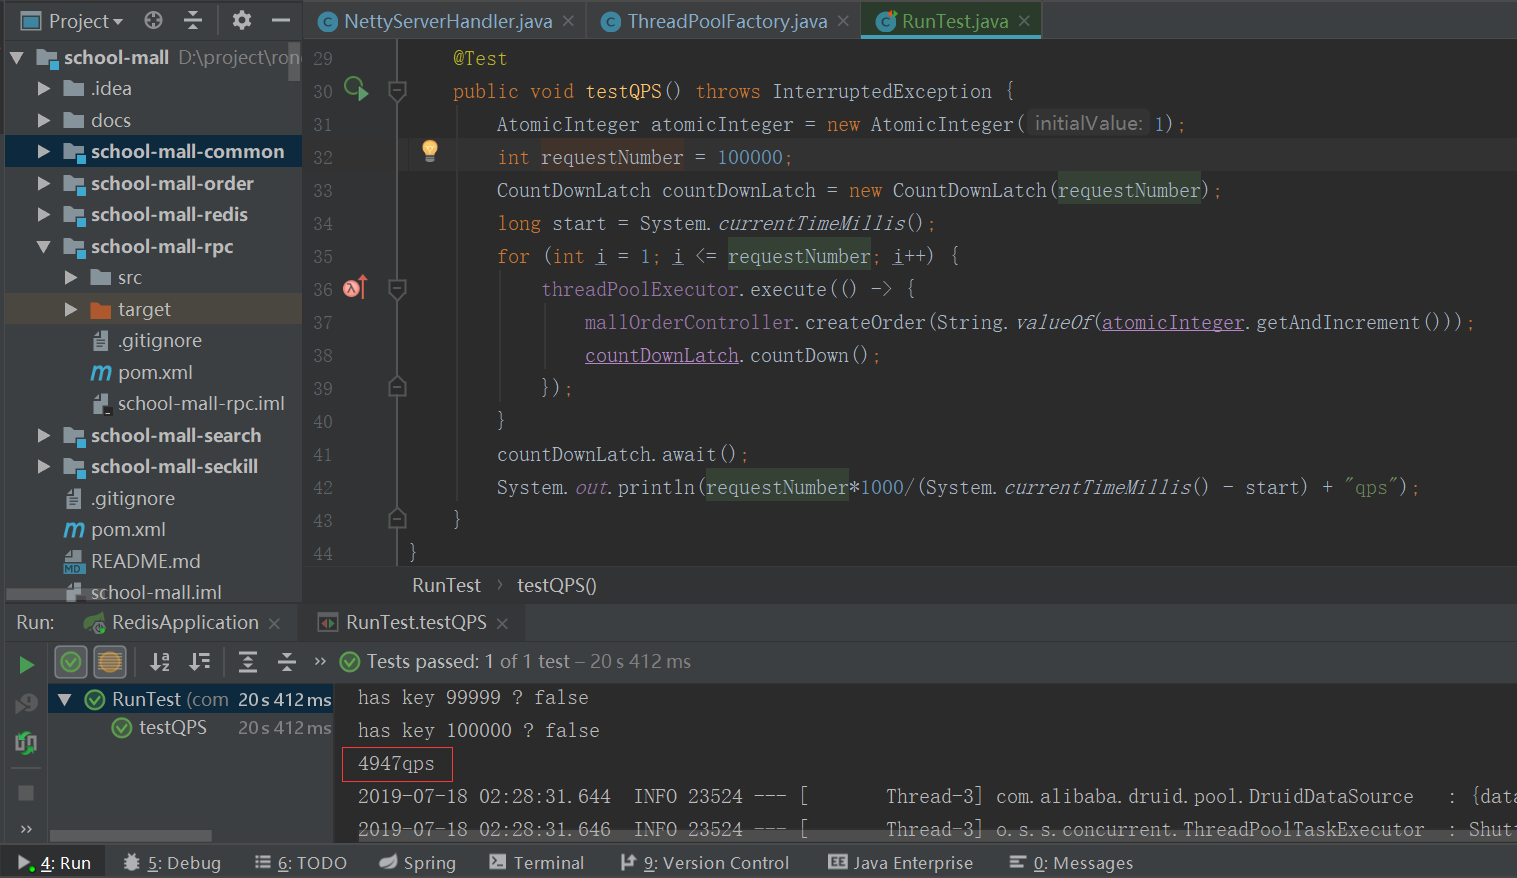 Project
NettyServerHandler.java
ThreadPoolFactory.java
RunTest.java
school-mall D:\project\ron
.idea
docs
school-mall-common
school-mall-order
school-mall-redis
school-mall-rpc
src
target
.gitignore
pom.xml
school-mall-rpc.iml
school-mall-search
school-mall-seckill
.gitignore
pom.xml
README.md
school-mall.iml
29 @Test
30 public void testQPS() throws InterruptedException {
31 AtomicInteger atomicInteger = new AtomicInteger( initialValue: 1);
32 int requestNumber = 100000;
33 CountDownLatch countDownLatch = new CountDownLatch(requestNumber);
34 long start = System.currentTimeMillis();
35 for (int i = 1; i <= requestNumber; i++) {
36 threadPoolExecutor.execute(() -> {
37 mallOrderController.createOrder(String.valueOf(atomicInteger.getAndIncrement()));
38 countDownLatch.countDown();
39 });
40 }
41 countDownLatch.await();
42 System.out.println(requestNumber*1000/(System.currentTimeMillis() - start) + "qps");
43 }
44 }
RunTest › testQPS()
Run: RedisApplication RunTest.testQPS
Tests passed: 1 of 1 test – 20 s 412 ms
RunTest (com 20 s 412 ms
testQPS 20 s 412 ms
has key 99999 ? false
has key 100000 ? false
4947qps
2019-07-18 02:28:31.644 INFO 23524 --- [ Thread-3] com.alibaba.druid.pool.DruidDataSource : {data
2019-07-18 02:28:31.646 INFO 23524 --- [ Thread-3] o.s.s.concurrent.ThreadPoolTaskExecutor : Shutt
4: Run 5: Debug 6: TODO Spring Terminal 9: Version Control Java Enterprise 0: Messages